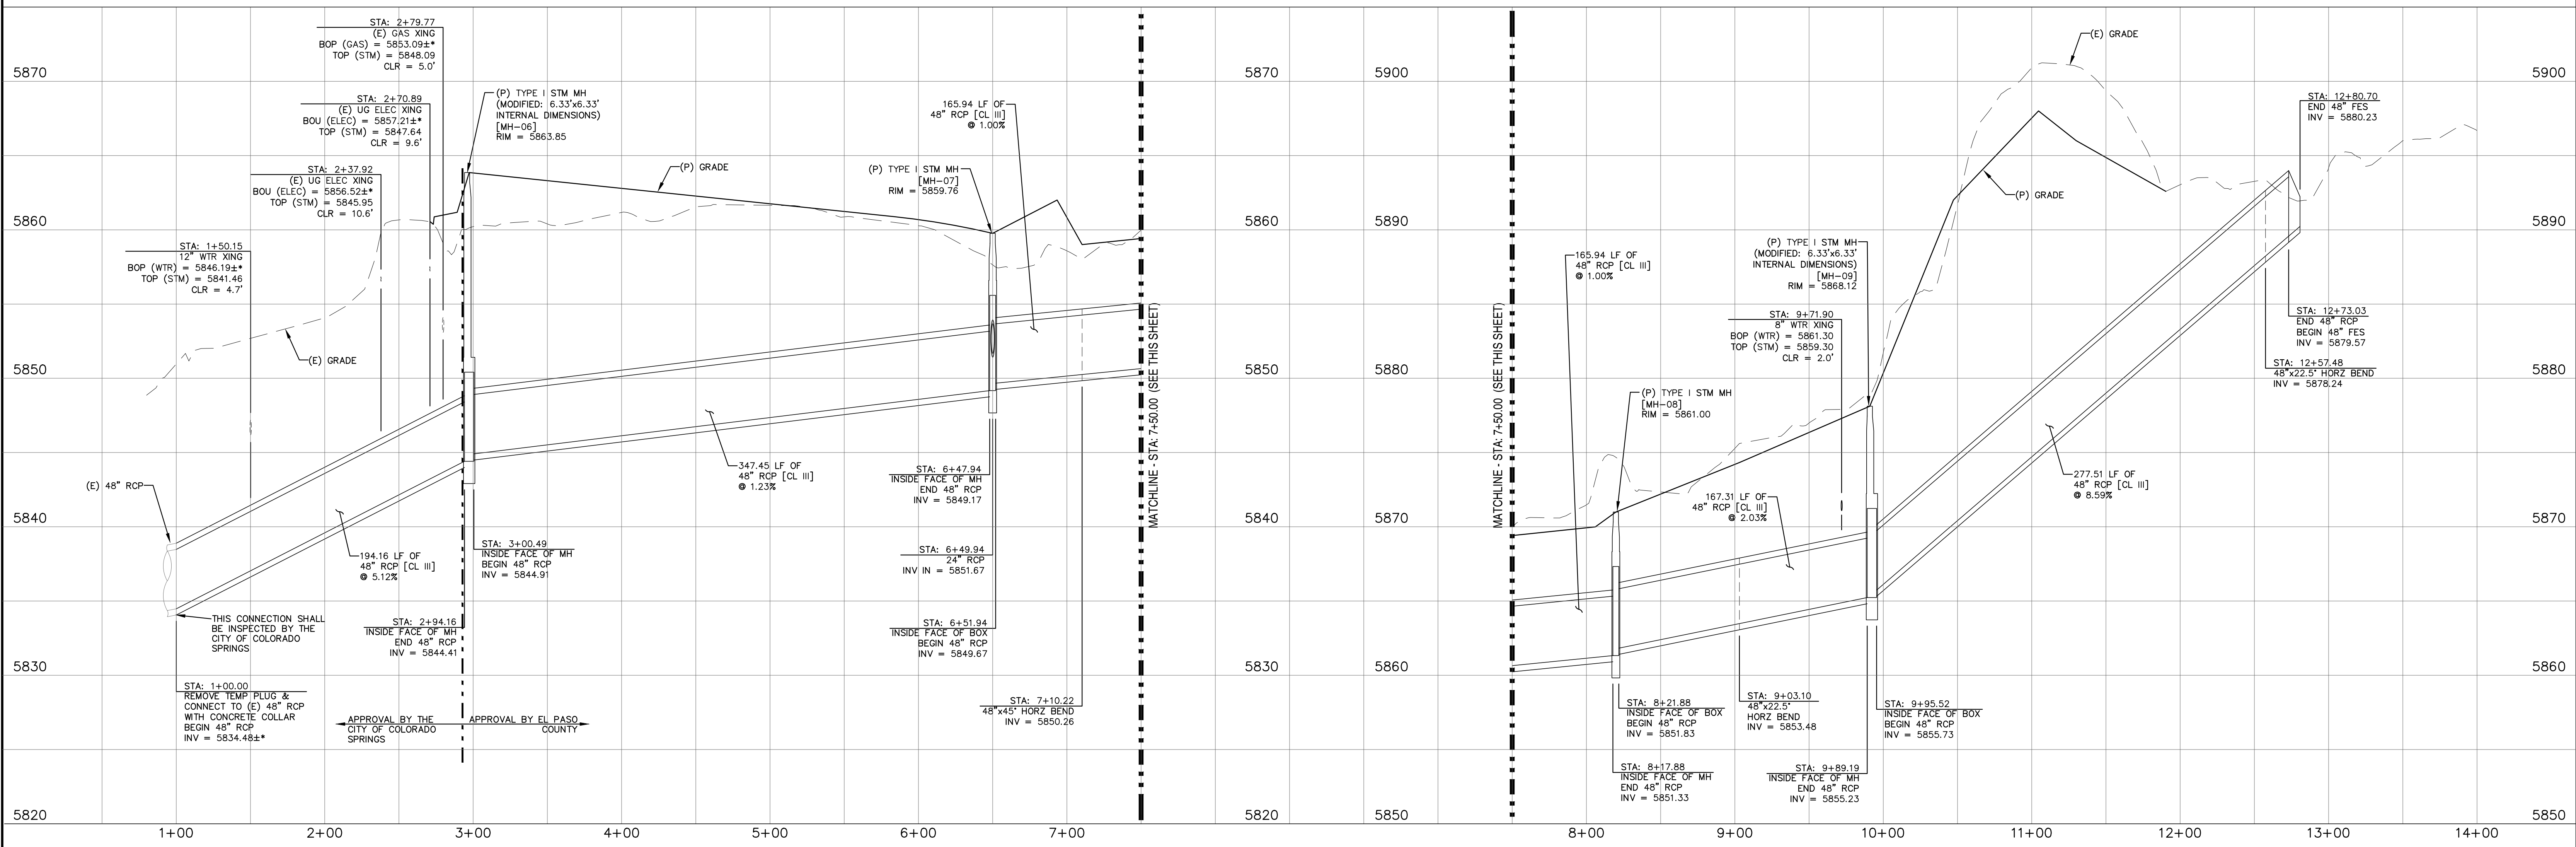 STA: 2+79.77
(E) GAS XING
BOP (GAS) = 5853.09±*
TOP (STM) = 5848.09
CLR = 5.0'
STA: 2+70.89
(E) UG ELEC XING
BOU (ELEC) = 5857.21±*
TOP (STM) = 5847.64
CLR = 9.6'
STA: 2+37.92
(E) UG ELEC XING
BOU (ELEC) = 5856.52±*
TOP (STM) = 5845.95
CLR = 10.6'
STA: 1+50.15
12" WTR XING
BOP (WTR) = 5846.19±*
TOP (STM) = 5841.46
CLR = 4.7'
(E) GRADE
(E) 48" RCP
THIS CONNECTION SHALL
BE INSPECTED BY THE
CITY OF COLORADO
SPRINGS
STA: 1+00.00
REMOVE TEMP PLUG &
CONNECT TO (E) 48" RCP
WITH CONCRETE COLLAR
BEGIN 48" RCP
INV = 5834.48±*
194.16 LF OF
48" RCP [CL III]
@ 5.12%
STA: 2+94.16
INSIDE FACE OF MH
END 48" RCP
INV = 5844.41
APPROVAL BY THE
CITY OF COLORADO
SPRINGS
APPROVAL BY EL PASO
COUNTY
(P) TYPE I STM MH
(MODIFIED: 6.33'x6.33'
INTERNAL DIMENSIONS)
[MH-06]
RIM = 5863.85
STA: 3+00.49
INSIDE FACE OF MH
BEGIN 48" RCP
INV = 5844.91
(P) GRADE
347.45 LF OF
48" RCP [CL III]
@ 1.23%
165.94 LF OF
48" RCP [CL III]
@ 1.00%
(P) TYPE I STM MH
[MH-07]
RIM = 5859.76
STA: 6+47.94
INSIDE FACE OF MH
END 48" RCP
INV = 5849.17
STA: 6+49.94
24" RCP
INV IN = 5851.67
STA: 6+51.94
INSIDE FACE OF BOX
BEGIN 48" RCP
INV = 5849.67
STA: 7+10.22
48"x45° HORZ BEND
INV = 5850.26
MATCHLINE - STA: 7+50.00 (SEE THIS SHEET)
5870
5860
5850
5840
5830
5820
5870
5860
5850
5840
5830
5820
1+00
2+00
3+00
4+00
5+00
6+00
7+00
5900
5890
5880
5870
5860
5850
MATCHLINE - STA: 7+50.00 (SEE THIS SHEET)
165.94 LF OF
48" RCP [CL III]
@ 1.00%
(P) TYPE I STM MH
[MH-08]
RIM = 5861.00
STA: 8+21.88
INSIDE FACE OF BOX
BEGIN 48" RCP
INV = 5851.83
STA: 8+17.88
INSIDE FACE OF MH
END 48" RCP
INV = 5851.33
167.31 LF OF
48" RCP [CL III]
@ 2.03%
STA: 9+03.10
48"x22.5°
HORZ BEND
INV = 5853.48
(P) TYPE I STM MH
(MODIFIED: 6.33'x6.33'
INTERNAL DIMENSIONS)
[MH-09]
RIM = 5868.12
STA: 9+71.90
8" WTR XING
BOP (WTR) = 5861.30
TOP (STM) = 5859.30
CLR = 2.0'
STA: 9+89.19
INSIDE FACE OF MH
END 48" RCP
INV = 5855.23
STA: 9+95.52
INSIDE FACE OF BOX
BEGIN 48" RCP
INV = 5855.73
(E) GRADE
(P) GRADE
277.51 LF OF
48" RCP [CL III]
@ 8.59%
STA: 12+80.70
END 48" FES
INV = 5880.23
STA: 12+73.03
END 48" RCP
BEGIN 48" FES
INV = 5879.57
STA: 12+57.48
48"x22.5° HORZ BEND
INV = 5878.24
5900
5890
5880
5870
5860
5850
8+00
9+00
10+00
11+00
12+00
13+00
14+00